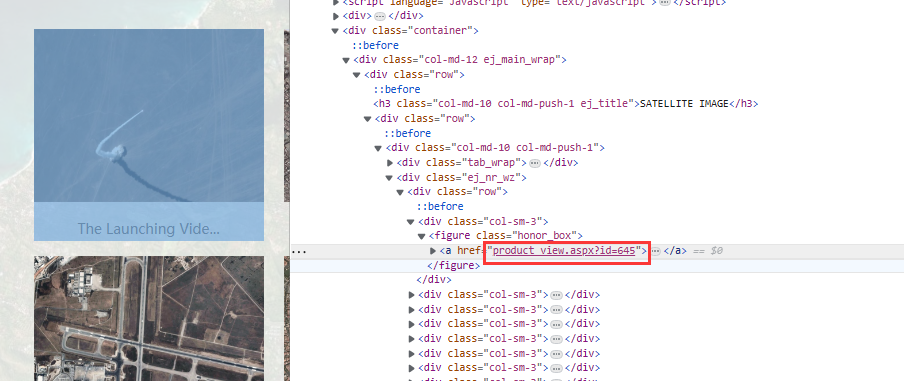 <script language="Javascript" type="text/javascript"> </script>
<div> </div>
<div class="container">
::before
<div class="col-md-12 ej_main_wrap">
<div class="row">
::before
<h3 class="col-md-10 col-md-push-1 ej_title">SATELLITE IMAGE</h3>
<div class="row">
::before
<div class="col-md-10 col-md-push-1">
<div class="tab_wrap"> </div>
<div class="ej_nr_wz">
<div class="row">
::before
<div class="col-sm-3">
<figure class="honor_box">
<a href="product_view.aspx?id=645"> </a> == $0
</figure>
</div>
<div class="col-sm-3"> </div>
<div class="col-sm-3"> </div>
<div class="col-sm-3"> </div>
<div class="col-sm-3"> </div>
<div class="col-sm-3"> </div>
<div class="col-sm-3"> </div>
The Launching Vide...